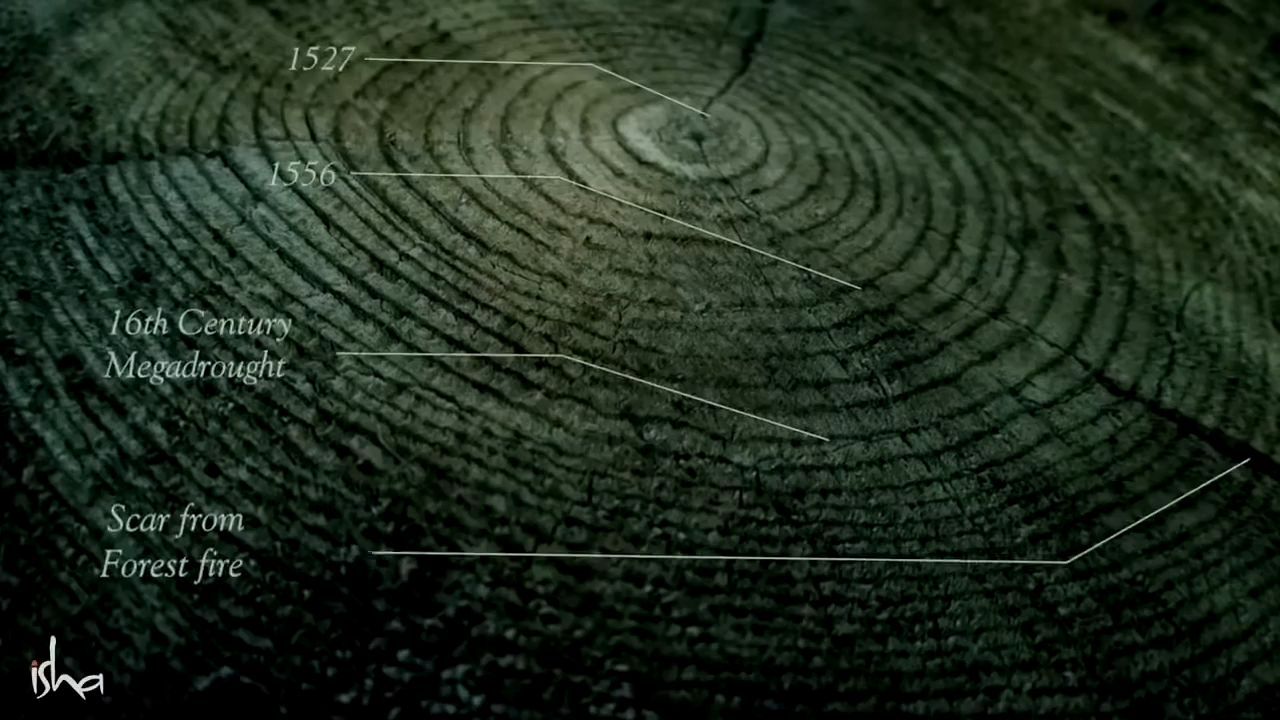 1527
1556
16th Century
Megadrought
Scar from
Forest fire
isha